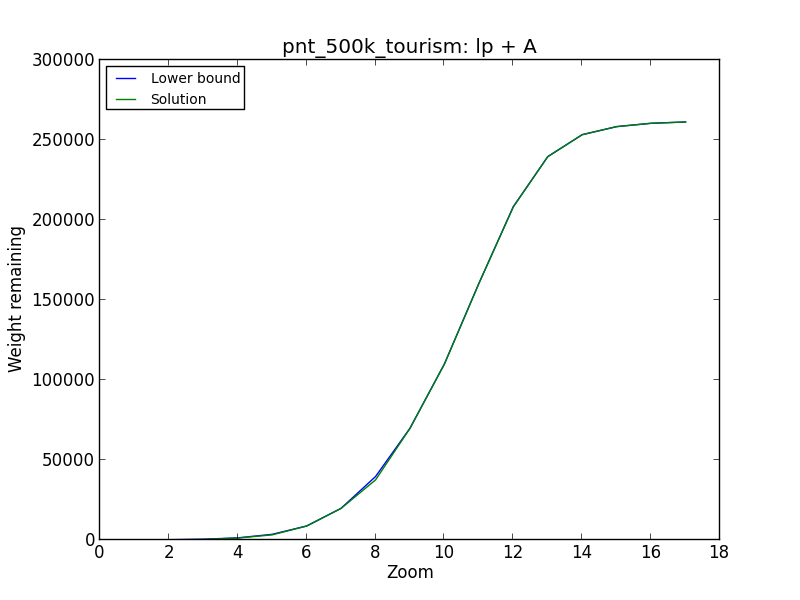 pnt_500k_tourism: lp + A
Lower bound
Solution
Weight remaining
300000
250000
200000
150000
100000
50000
0
0 2 4 6 8 10 12 14 16 18
Zoom